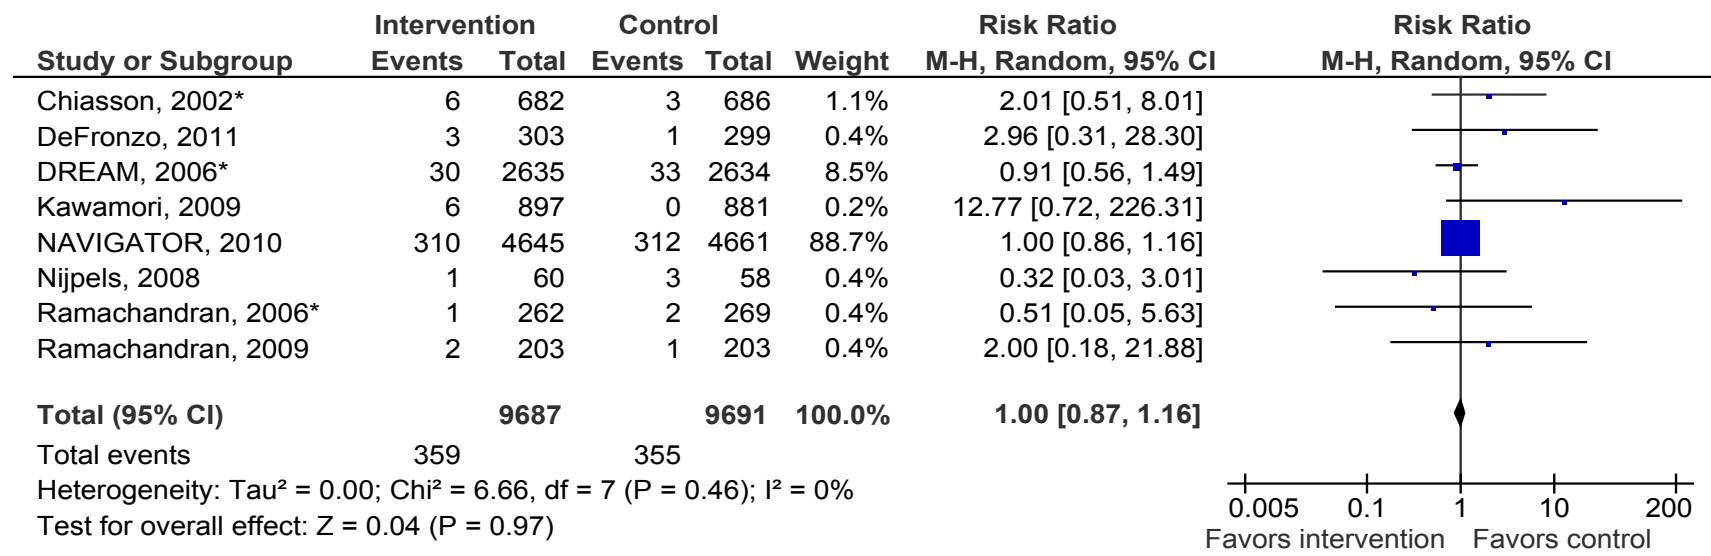 Intervention Control Risk Ratio Risk Ratio
Study or Subgroup Events Total Events Total Weight M-H, Random, 95% CI M-H, Random, 95% CI
Chiasson, 2002* 6 682 3 686 1.1% 2.01 [0.51, 8.01]
DeFronzo, 2011 3 303 1 299 0.4% 2.96 [0.31, 28.30]
DREAM, 2006* 30 2635 33 2634 8.5% 0.91 [0.56, 1.49]
Kawamori, 2009 6 897 0 881 0.2% 12.77 [0.72, 226.31]
NAVIGATOR, 2010 310 4645 312 4661 88.7% 1.00 [0.86, 1.16]
Nijpels, 2008 1 60 3 58 0.4% 0.32 [0.03, 3.01]
Ramachandran, 2006* 1 262 2 269 0.4% 0.51 [0.05, 5.63]
Ramachandran, 2009 2 203 1 203 0.4% 2.00 [0.18, 21.88]
Total (95% CI) 9687 9691 100.0% 1.00 [0.87, 1.16]
Total events 359 355
Heterogeneity: Tau² = 0.00; Chi² = 6.66, df = 7 (P = 0.46); I² = 0%
Test for overall effect: Z = 0.04 (P = 0.97)
0.005 0.1 1 10 200
Favors intervention Favors control